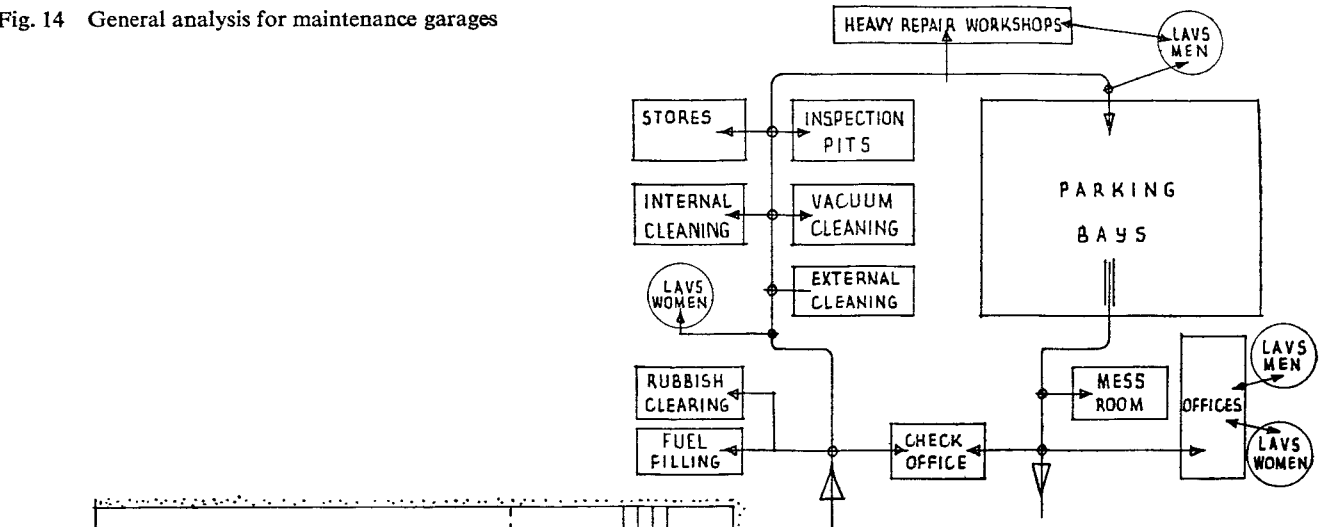 Fig. 14 General analysis for maintenance garages
HEAVY REPAIR WORKSHOPS
LAVS
MEN
STORES
INSPECTION
PITS
INTERNAL
CLEANING
VACUUM
CLEANING
PARKING
BAYS
EXTERNAL
CLEANING
LAVS
WOMEN
RUBBISH
CLEARING
MESS
ROOM
OFFICES
LAVS
MEN
FUEL
FILLING
CHECK
OFFICE
LAVS
WOMEN